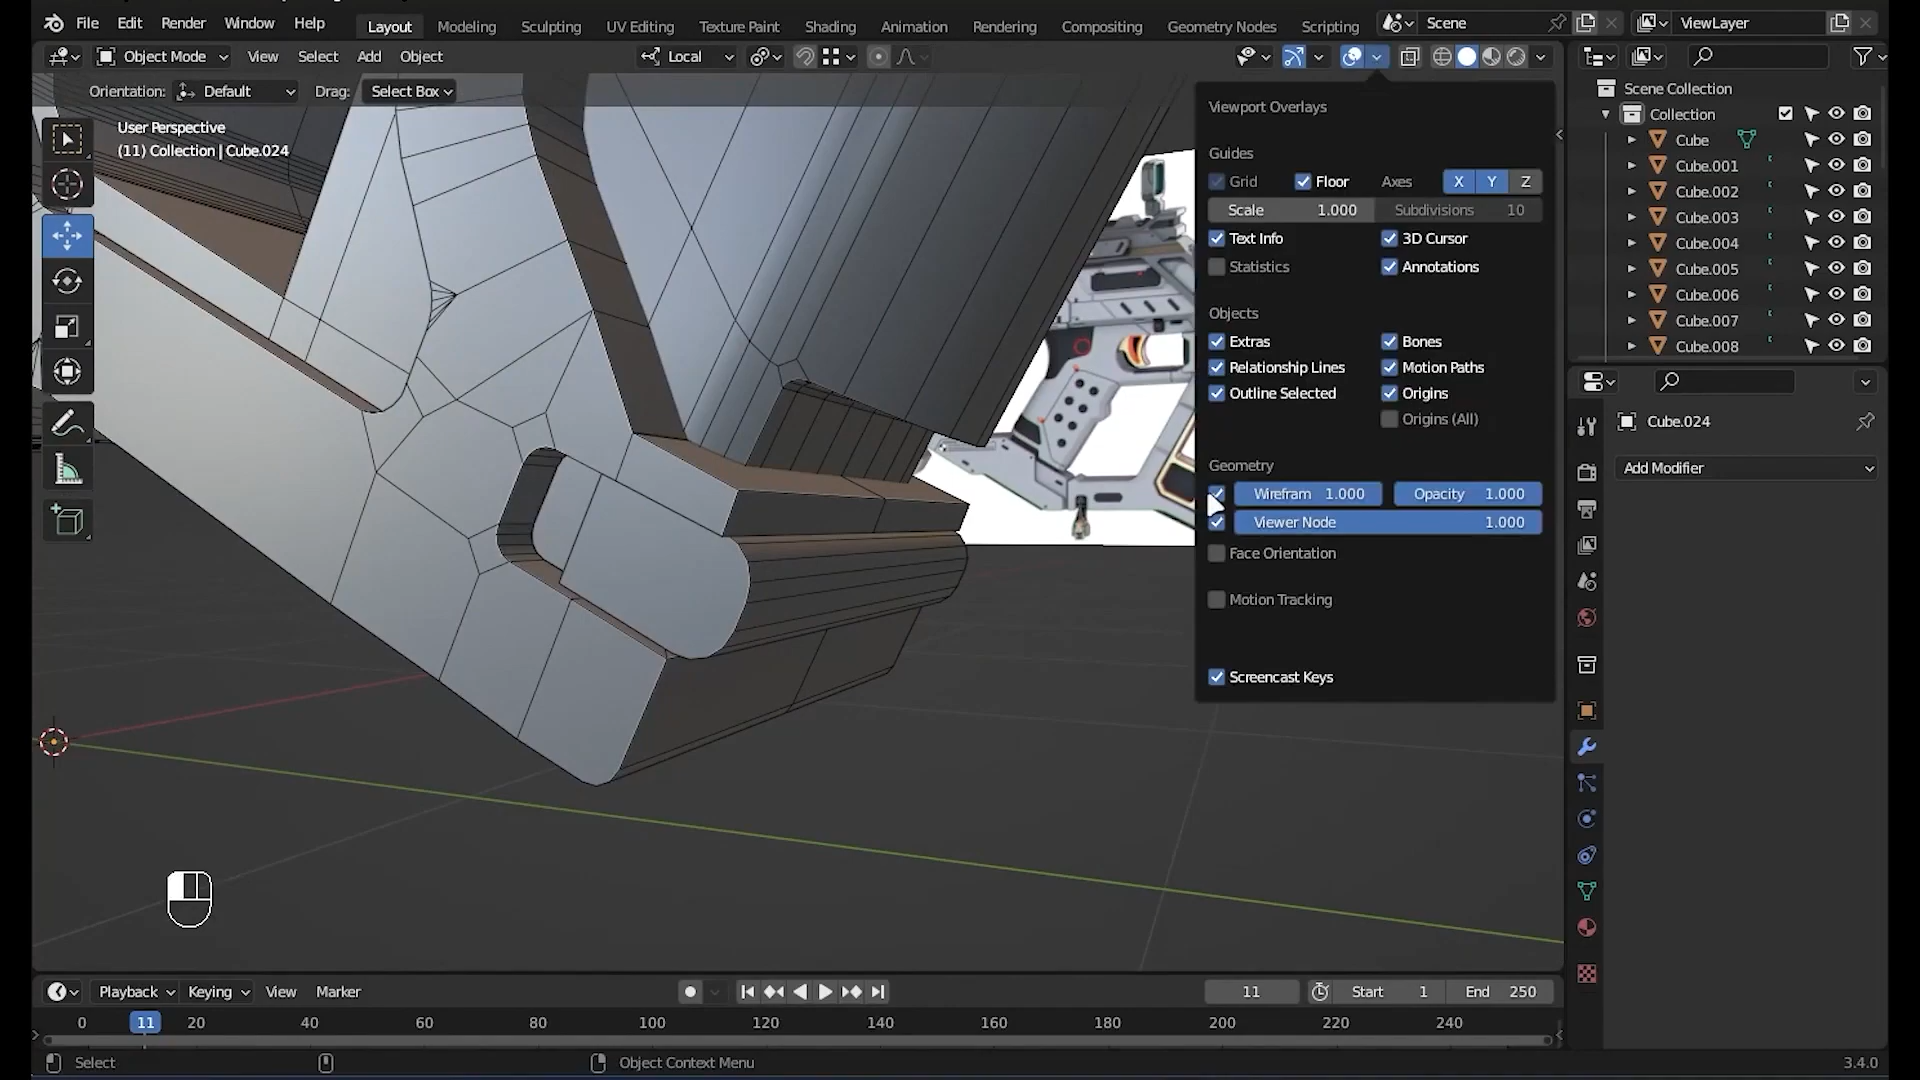 File Edit Render Window Help Layout Modeling Sculpting UV Editing Texture Paint Shading Animation Rendering Compositing Geometry Nodes Scripting Scene ViewLayer
Object Mode View Select Add Object Local
Orientation: Default Drag: Select Box
User Perspective
(11) Collection | Cube.024
Viewport Overlays
Guides
Grid Floor Axes X Y Z
Scale 1.000 Subdivisions 10
Text Info 3D Cursor
Statistics Annotations
Objects
Extras Bones
Relationship Lines Motion Paths
Outline Selected Origins
Origins (All)
Geometry
Wirefram 1.000 Opacity 1.000
Viewer Node 1.000
Face Orientation
Motion Tracking
Screencast Keys
Scene Collection
Collection
Cube
Cube.001
Cube.002
Cube.003
Cube.004
Cube.005
Cube.006
Cube.007
Cube.008
Cube.024
Add Modifier
Playback Keying View Marker 11 Start 1 End 250
0 11 20 40 60 80 100 120 140 160 180 200 220 240
Select Object Context Menu 3.4.0